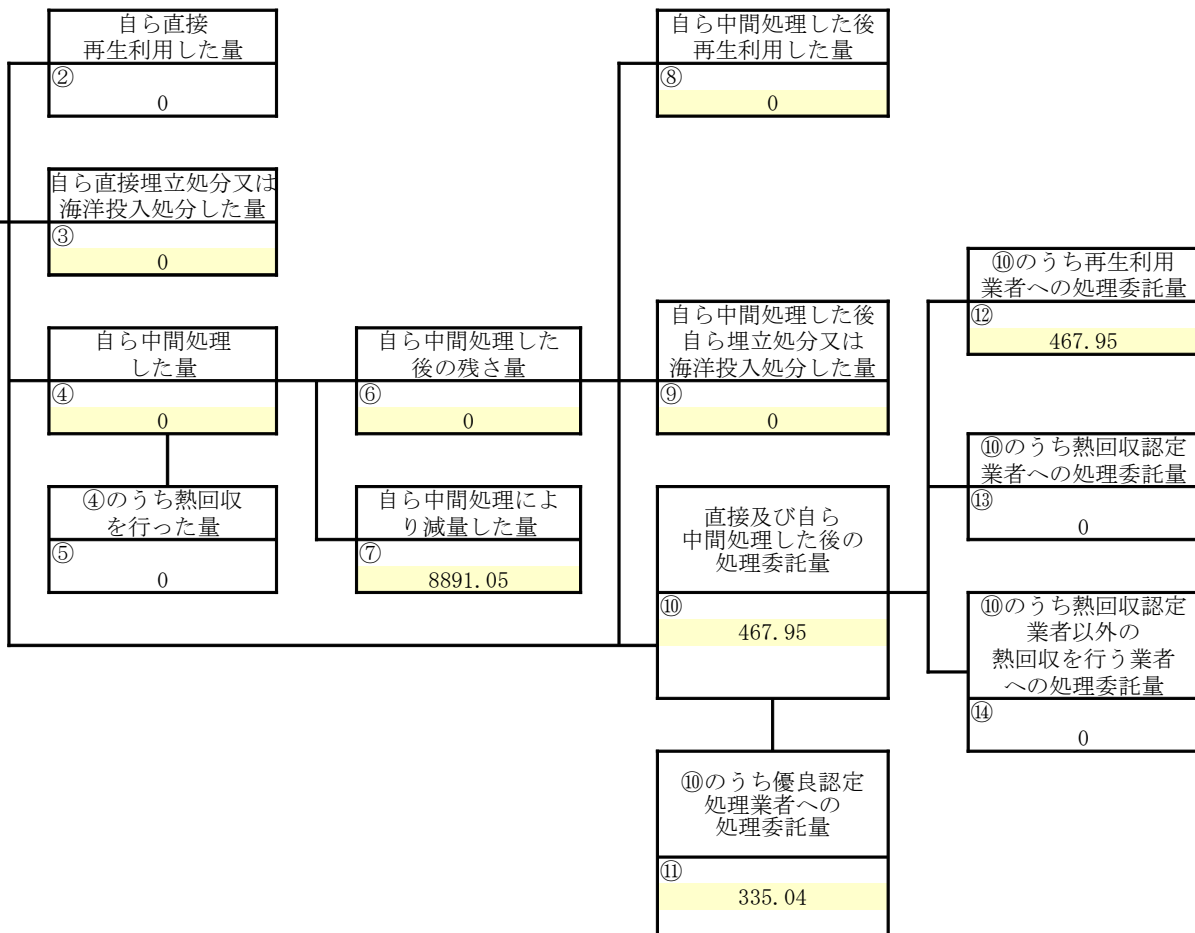 自ら直接
再生利用した量
②
0
自ら直接埋立処分又は
海洋投入処分した量
③
0
自ら中間処理
した量
④
0
④のうち熱回収
を行った量
⑤
0
自ら中間処理した
後の残さ量
⑥
0
自ら中間処理によ
り減量した量
⑦
8891.05
自ら中間処理した後
再生利用した量
⑧
0
自ら中間処理した後
自ら埋立処分又は
海洋投入処分した量
⑨
0
直接及び自ら
中間処理した後の
処理委託量
⑩
467.95
⑩のうち優良認定
処理業者への
処理委託量
⑪
335.04
⑩のうち再生利用
業者への処理委託量
⑫
467.95
⑩のうち熱回収認定
業者への処理委託量
⑬
0
⑩のうち熱回収認定
業者以外の
熱回収を行う業者
への処理委託量
⑭
0